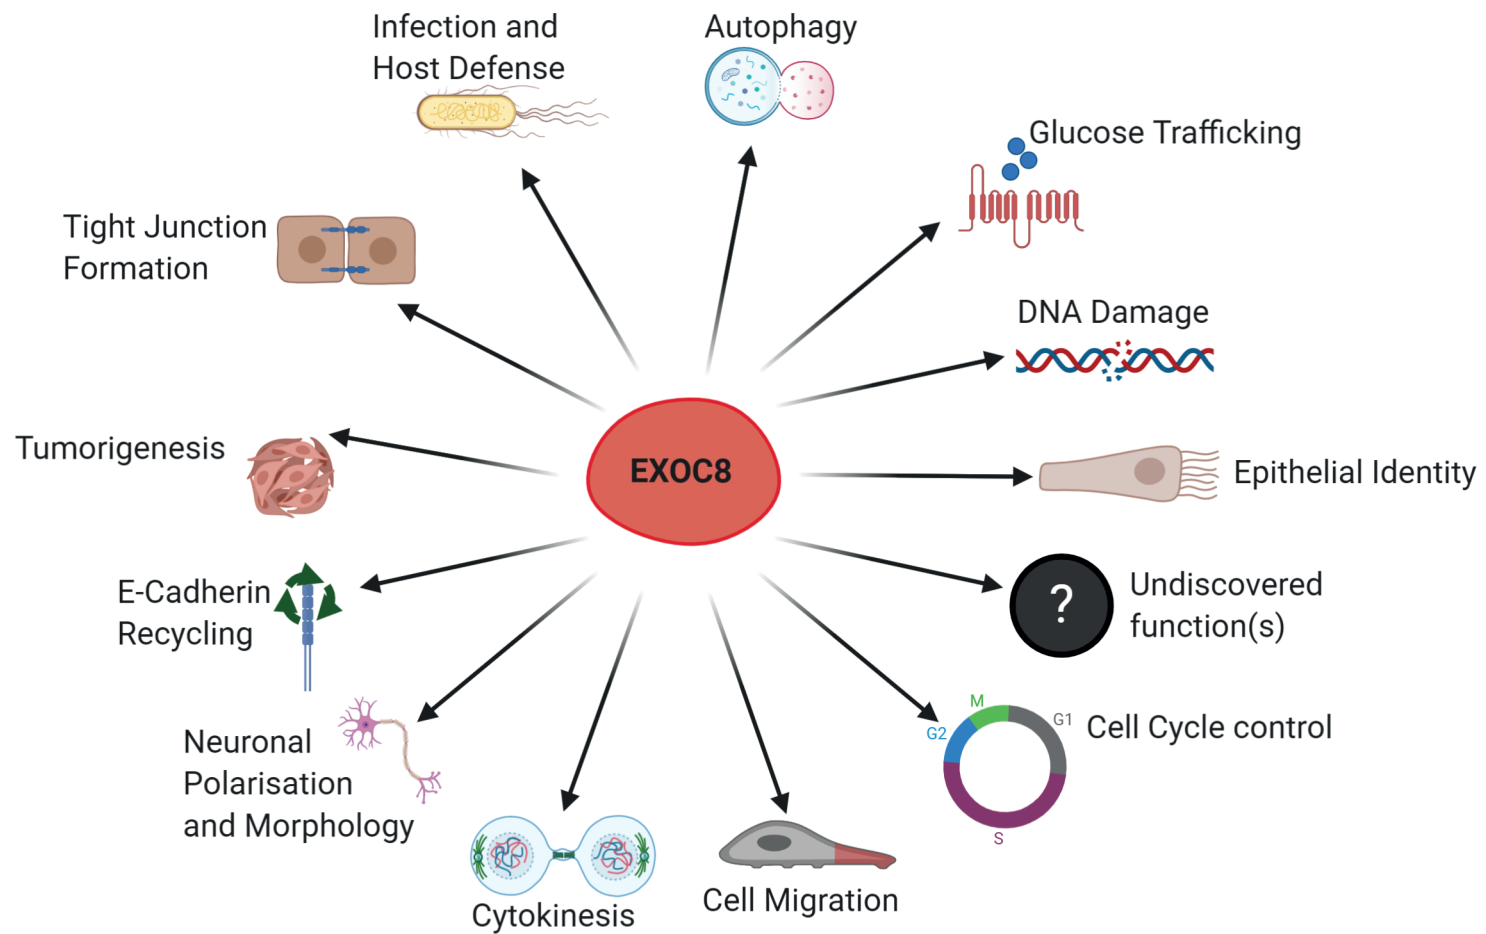 Infection and
Host Defense
Autophagy
Glucose Trafficking
Tight Junction
Formation
DNA Damage
Tumorigenesis
EXOC8
Epithelial Identity
E-Cadherin
Recycling
?
Undiscovered
function(s)
Neuronal
Polarisation
and Morphology
M
G1
G2
S
Cell Cycle control
Cytokinesis
Cell Migration